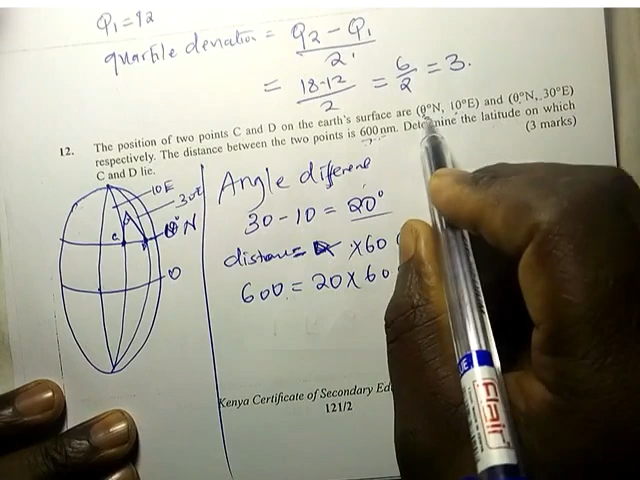 Q₁ = 12
quartile deviation = Q₂ - Q₁
2
= 18-12 = 6 = 3.
2 2
12. The position of two points C and D on the earth's surface are (θ°N, 10°E) and (θ°N, 30°E)
respectively. The distance between the two points is 600nm. Determine the latitude on which
C and D lie.
(3 marks)
10E
30E
θ°N
C
O
Angle difference
30 - 10 = 20°
distance = × 60
600 = 20 × 60
Kenya Certificate of Secondary Ed
121/2
Flair